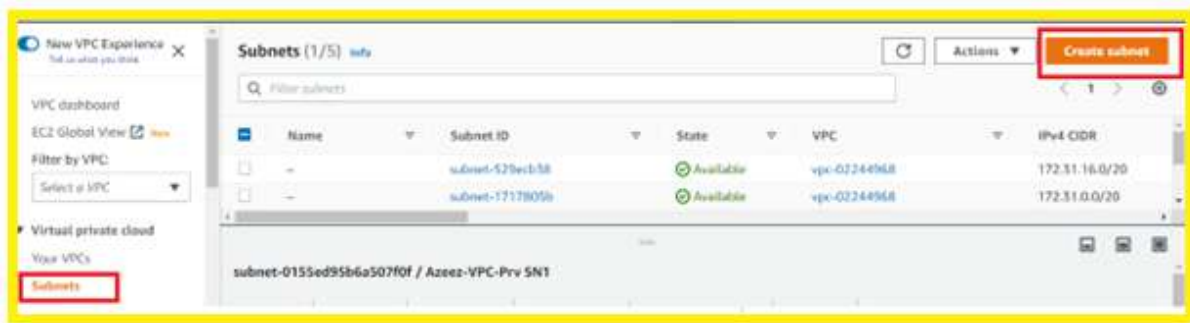 New VPC Experience
Tell us what you think
VPC dashboard
EC2 Global View New
Filter by VPC:
Select a VPC
Virtual private cloud
Your VPCs
Subnets
Subnets (1/5) Info
Actions
Create subnet
Filter subnets
1
Name Subnet ID State VPC IPv4 CIDR
– subnet-529ecb38 Available vpc-02244968 172.31.16.0/20
– subnet-1717805b Available vpc-02244968 172.31.0.0/20
subnet-0155ed95b6a507f0f / Azeez-VPC-Prv SN1